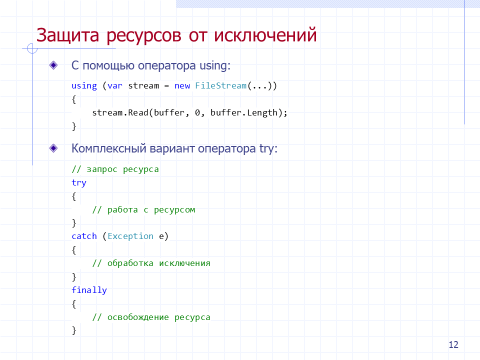 Защита ресурсов от исключений
С помощью оператора using:
using (var stream = new FileStream(...))
{
    stream.Read(buffer, 0, buffer.Length);
}
Комплексный вариант оператора try:
// запрос ресурса
try
{
    // работа с ресурсом
}
catch (Exception e)
{
    // обработка исключения
}
finally
{
    // освобождение ресурса
}
12